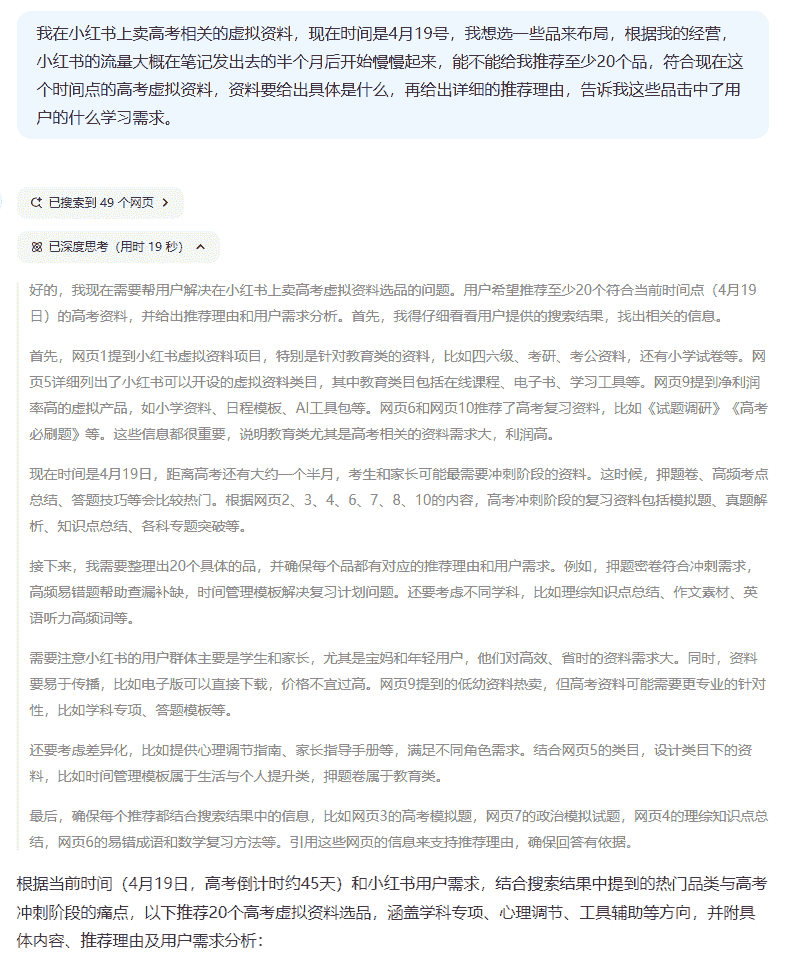 我在小红书上卖高考相关的虚拟资料，现在时间是4月19号，我想选一些品来布局，根据我的经营，
小红书的流量大概在笔记发出去的半个月后开始慢慢起来，能不能给我推荐至少20个品，符合现在这
个时间点的高考虚拟资料，资料要给出具体是什么，再给出详细的推荐理由，告诉我这些品击中了用
户的什么学习需求。
已搜索到 49 个网页
已深度思考（用时 19 秒）
好的，我现在需要帮用户解决在小红书上卖高考虚拟资料选品的问题。用户希望推荐至少20个符合当前时间点（4月19
日）的高考资料，并给出推荐理由和用户需求分析。首先，我得仔细看看用户提供的搜索结果，找出相关的信息。
首先，网页1提到小红书虚拟资料项目，特别是针对教育类的资料，比如四六级、考研、考公资料，还有小学试卷等。网
页5详细列出了小红书可以开设的虚拟资料类目，其中教育类目包括在线课程、电子书、学习工具等。网页9提到净利润
率高的虚拟产品，如小学资料、日程模板、AI工具包等。网页6和网页10推荐了高考复习资料，比如《试题调研》《高考
必刷题》等。这些信息都很重要，说明教育类尤其是高考相关的资料需求大，利润高。
现在时间是4月19日，距离高考还有大约一个半月，考生和家长可能最需要冲刺阶段的资料。这时候，押题卷、高频考点
总结、答题技巧等会比较热门。根据网页2、3、4、6、7、8、10的内容，高考冲刺阶段的复习资料包括模拟题、真题解
析、知识点总结、各科专题突破等。
接下来，我需要整理出20个具体的品，并确保每个品都有对应的推荐理由和用户需求。例如，押题密卷符合冲刺需求，
高频易错题帮助查漏补缺，时间管理模板解决复习计划问题。还要考虑不同学科，比如理综知识点总结、作文素材、英
语听力高频词等。
需要注意小红书的用户群体主要是学生和家长，尤其是宝妈和年轻用户，他们对高效、省时的资料需求大。同时，资料
要易于传播，比如电子版可以直接下载，价格不宜过高。网页9提到的低幼资料热卖，但高考资料可能需要更专业的针对
性，比如学科专项、答题模板等。
还要考虑差异化，比如提供心理调节指南、家长指导手册等，满足不同角色需求。结合网页5的类目，设计类目下的资
料，比如时间管理模板属于生活与个人提升类，押题卷属于教育类。
最后，确保每个推荐都结合搜索结果中的信息，比如网页3的高考模拟题，网页7的政治模拟试题，网页4的理综知识点总
结，网页6的易错成语和数学复习方法等。引用这些网页的信息来支持推荐理由，确保回答有依据。
根据当前时间（4月19日，高考倒计时约45天）和小红书用户需求，结合搜索结果中提到的热门品类与高考
冲刺阶段的痛点，以下推荐20个高考虚拟资料选品，涵盖学科专项、心理调节、工具辅助等方向，并附具
体内容、推荐理由及用户需求分析：